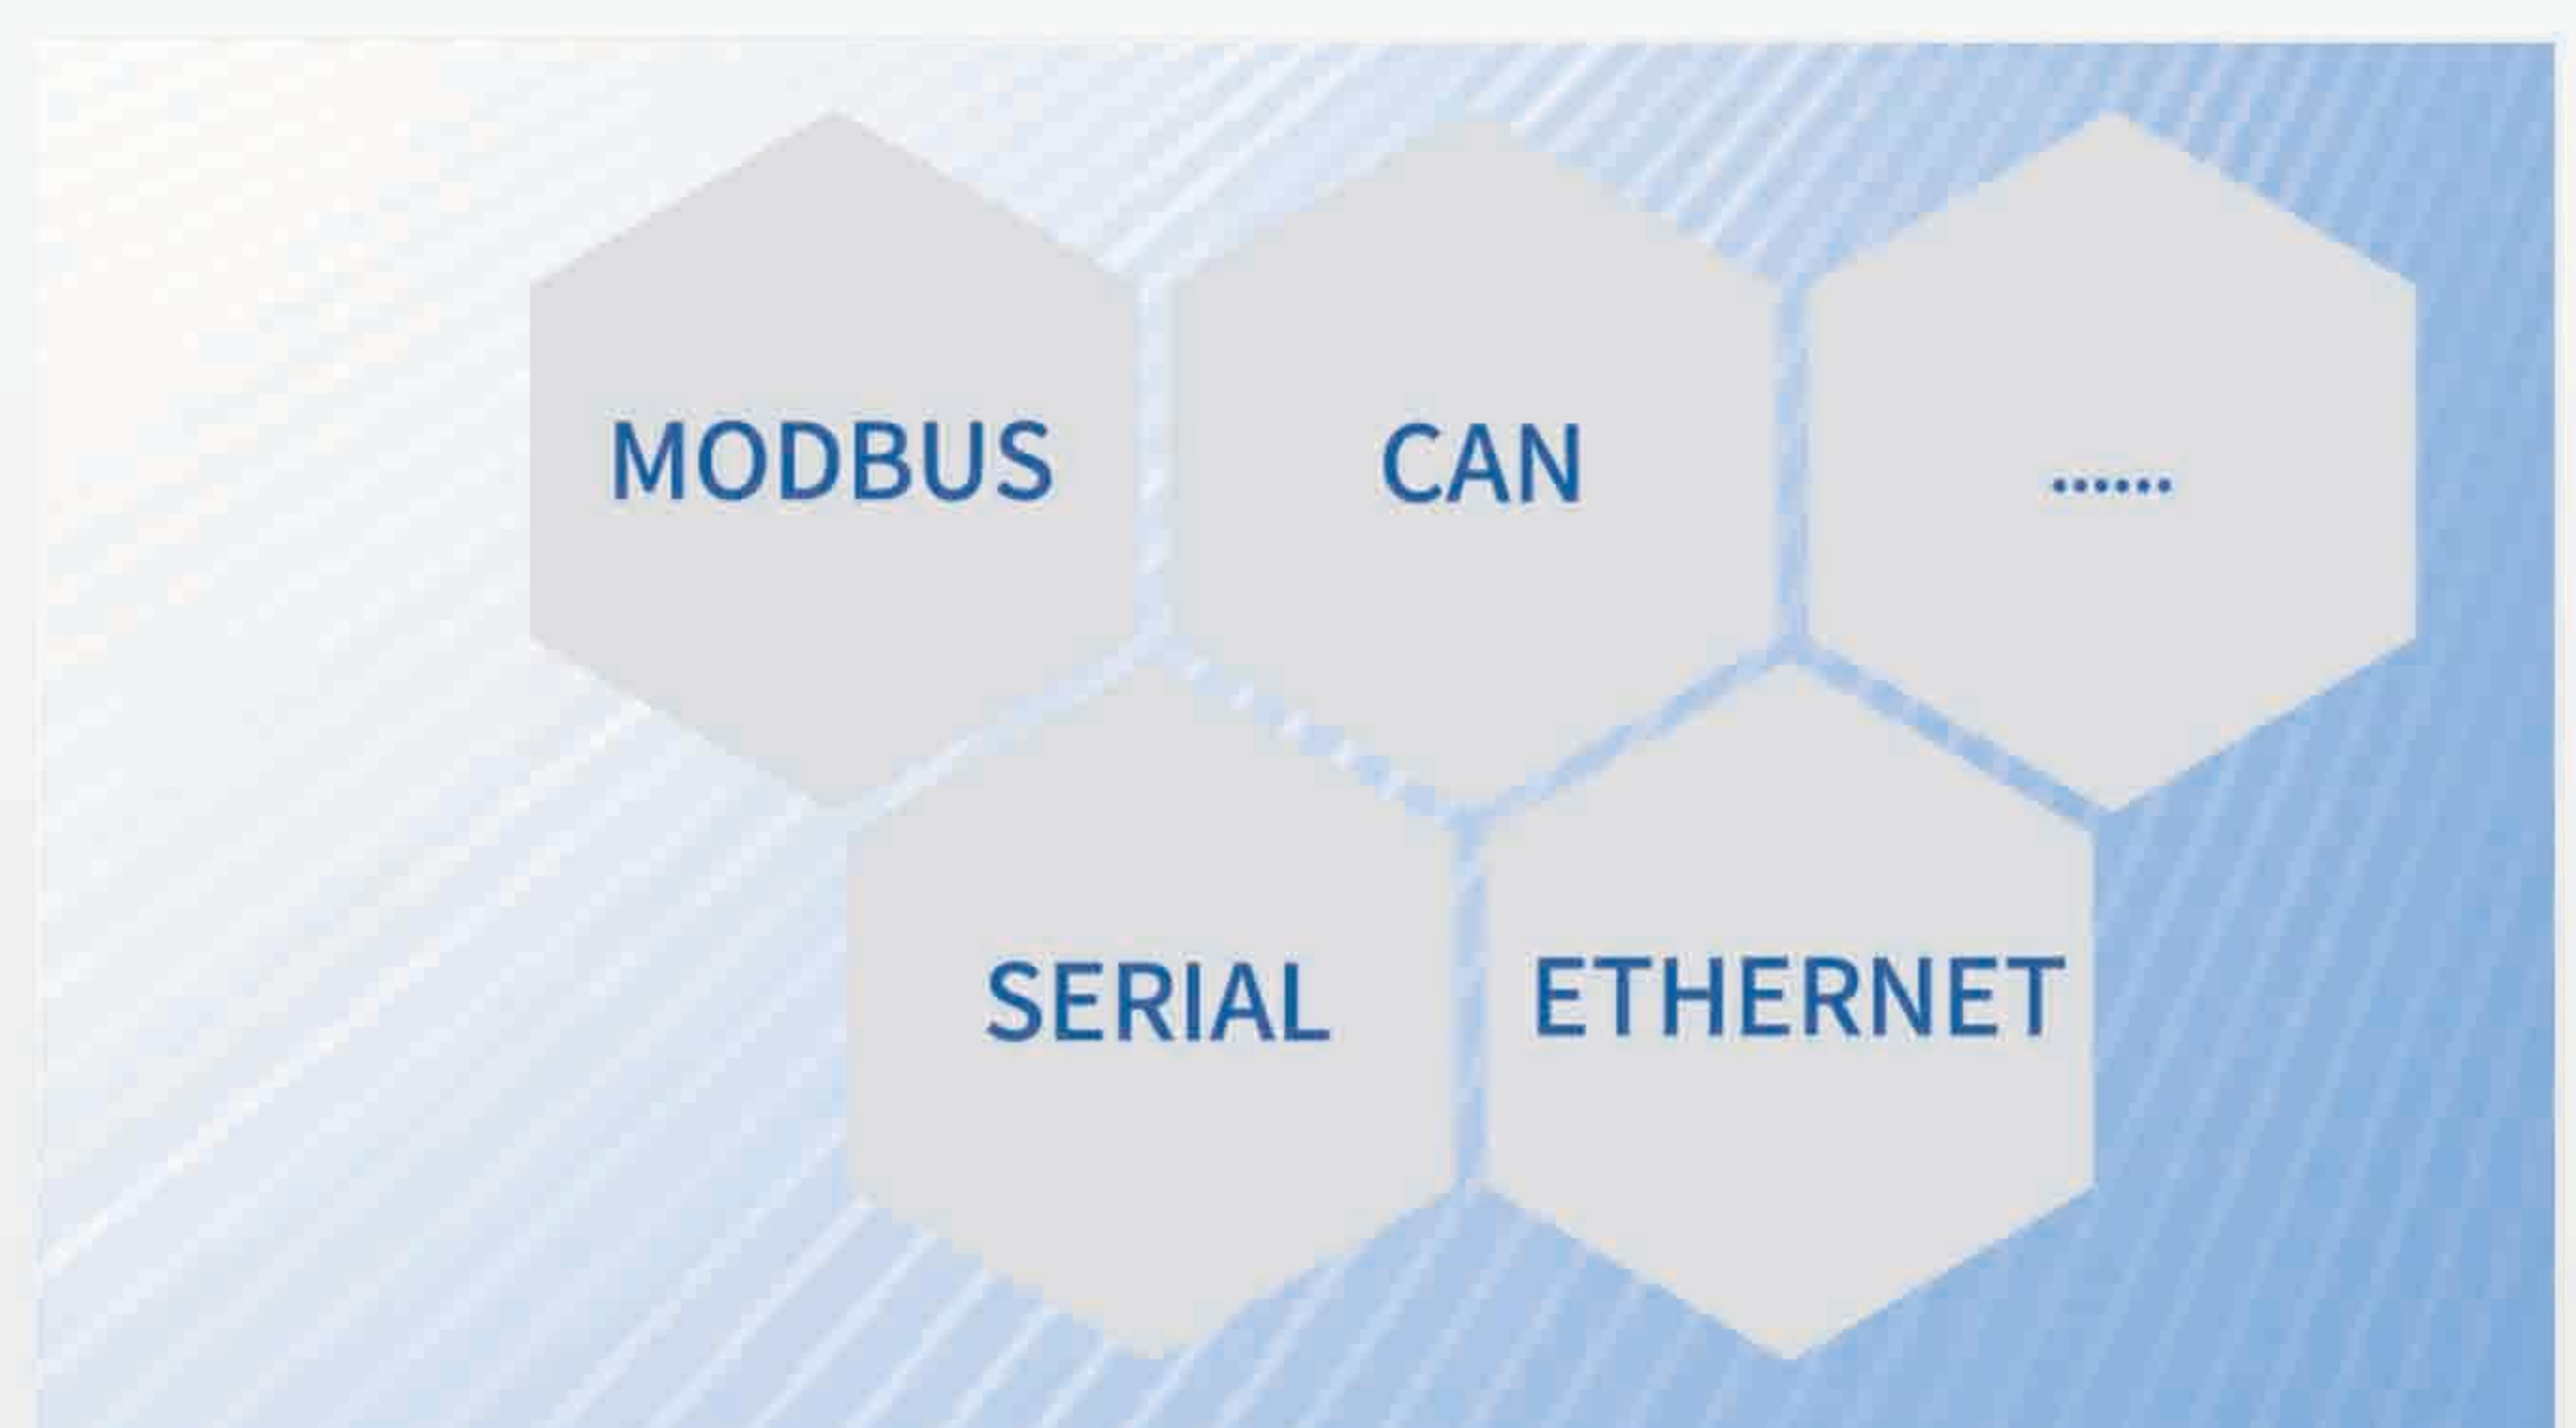 MODBUS
CAN
......
SERIAL
ETHERNET